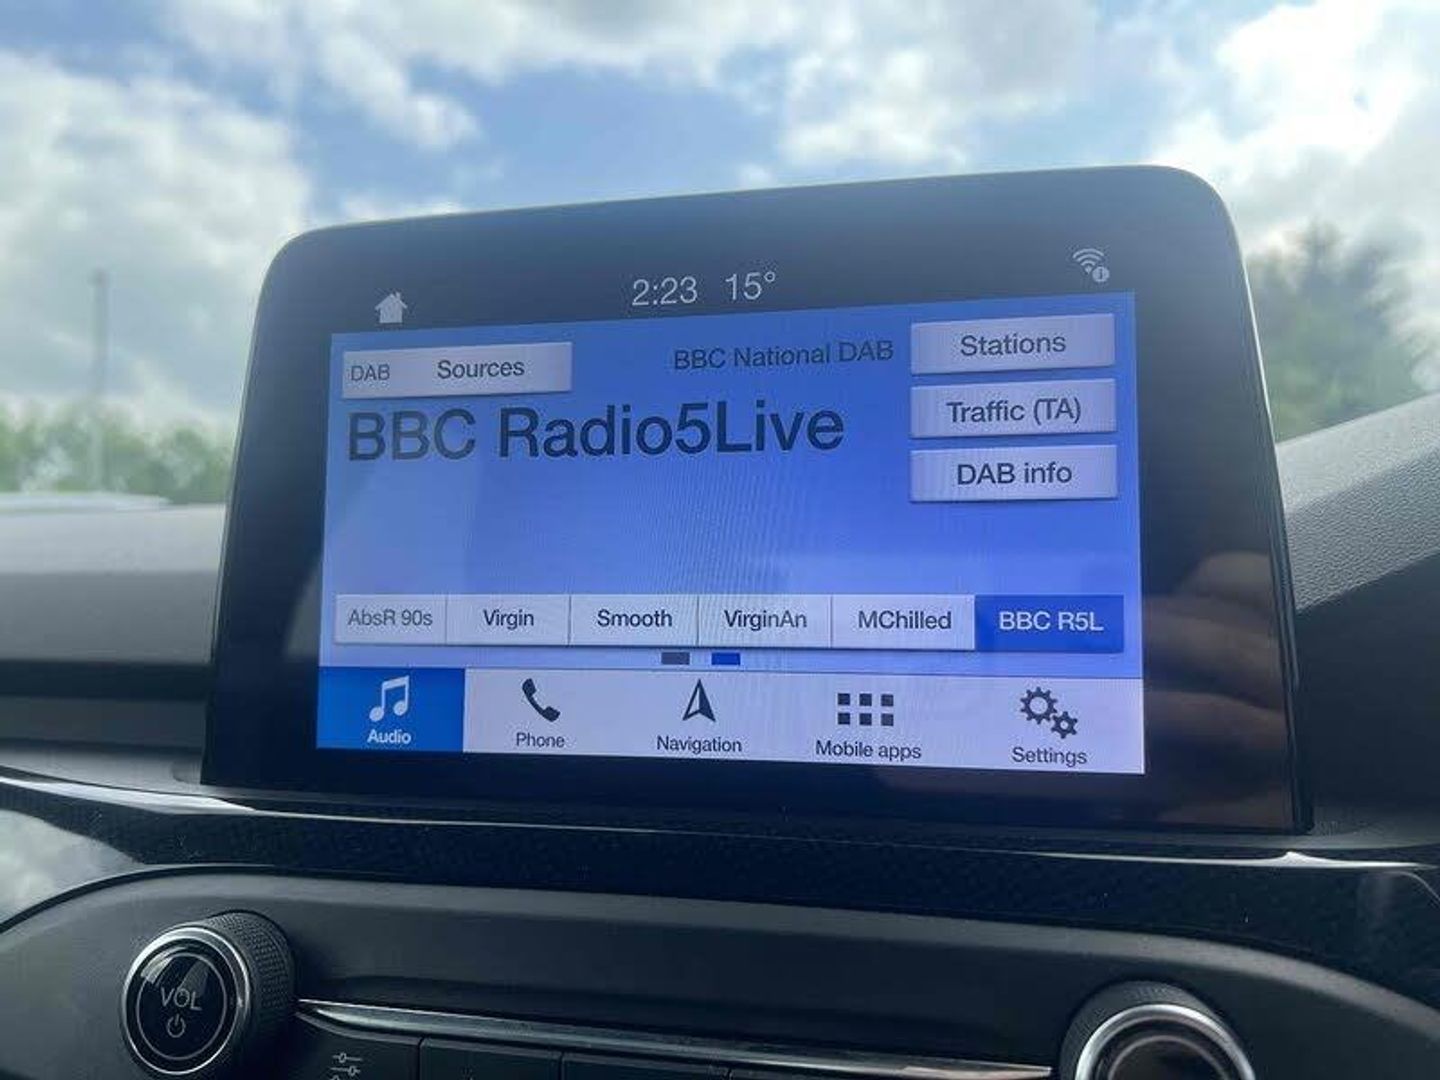 2:23 15°
DAB Sources
BBC National DAB
Stations
BBC Radio5Live
Traffic (TA)
DAB info
AbsR 90s Virgin Smooth VirginAn MChilled BBC R5L
Audio Phone Navigation Mobile apps Settings
VOL